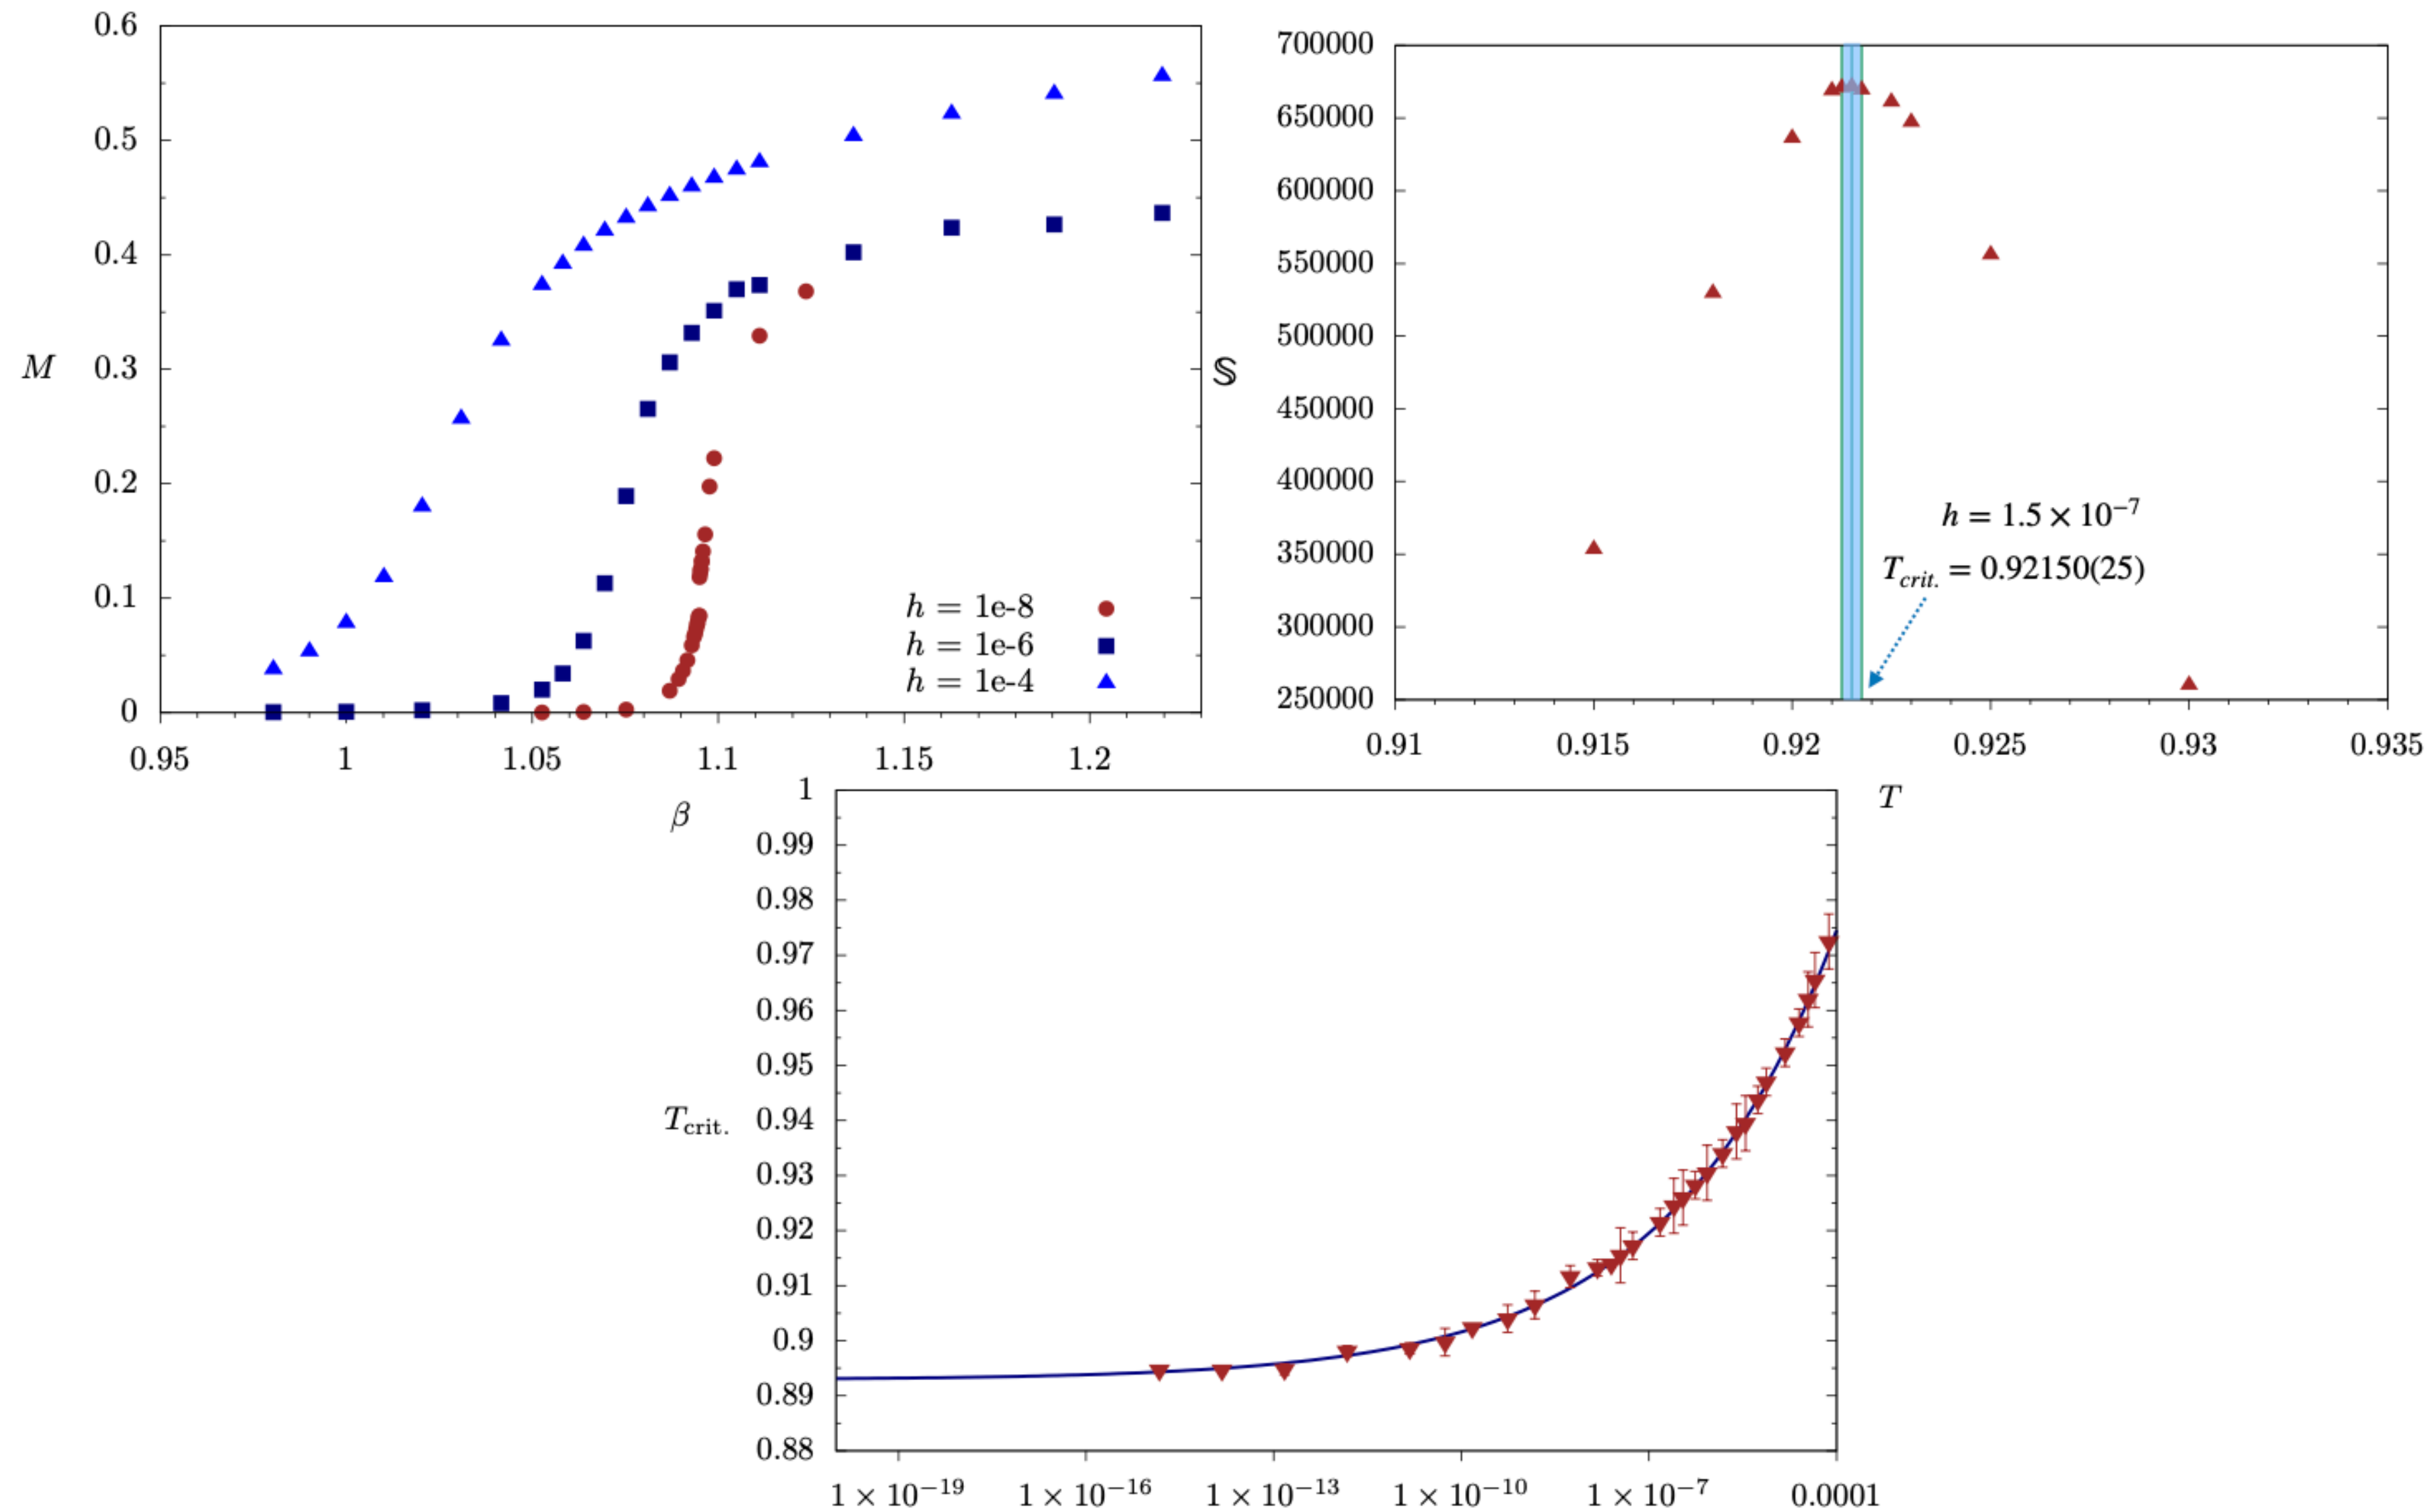 0.6
0.5
0.4
0.3
0.2
0.1
0
M
0.95 1 1.05 1.1 1.15 1.2
β
h = 1e-8
h = 1e-6
h = 1e-4
700000
650000
600000
550000
500000
450000
400000
350000
300000
250000
𝕊
h = 1.5 × 10⁻⁷
T_crit. = 0.92150(25)
0.91 0.915 0.92 0.925 0.93 0.935
T
1
0.99
0.98
0.97
0.96
0.95
0.94
0.93
0.92
0.91
0.9
0.89
0.88
T_crit.
1 × 10⁻¹⁹ 1 × 10⁻¹⁶ 1 × 10⁻¹³ 1 × 10⁻¹⁰ 1 × 10⁻⁷ 0.0001